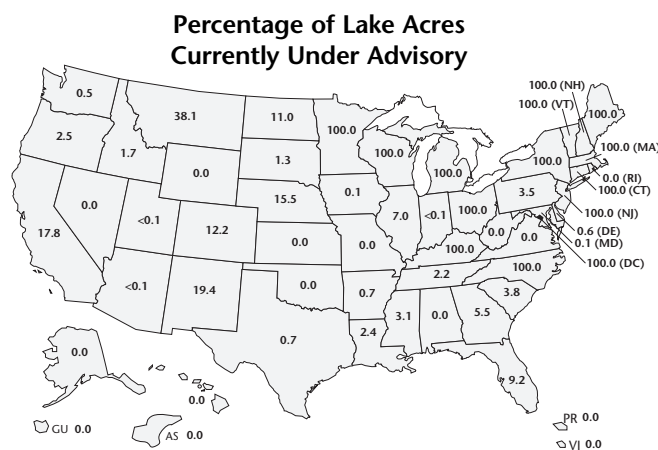 Percentage of Lake Acres
Currently Under Advisory
100.0 (NH)
100.0 (VT)
0.5
38.1
11.0
100.0
100.0
2.5
100.0
100.0 (MA)
1.7
1.3
100.0
100.0
0.0 (RI)
0.0
100.0 (CT)
3.5
0.0
15.5
0.1
7.0
<0.1
100.0
100.0 (NJ)
<0.1
12.2
0.0
0.6 (DE)
17.8
0.0
0.0
0.0
0.1 (MD)
100.0
100.0 (DC)
100.0
2.2
<0.1
19.4
0.0
0.7
3.8
3.1
0.0
5.5
0.7
2.4
0.0
9.2
0.0
PR 0.0
GU 0.0
AS 0.0
VI 0.0